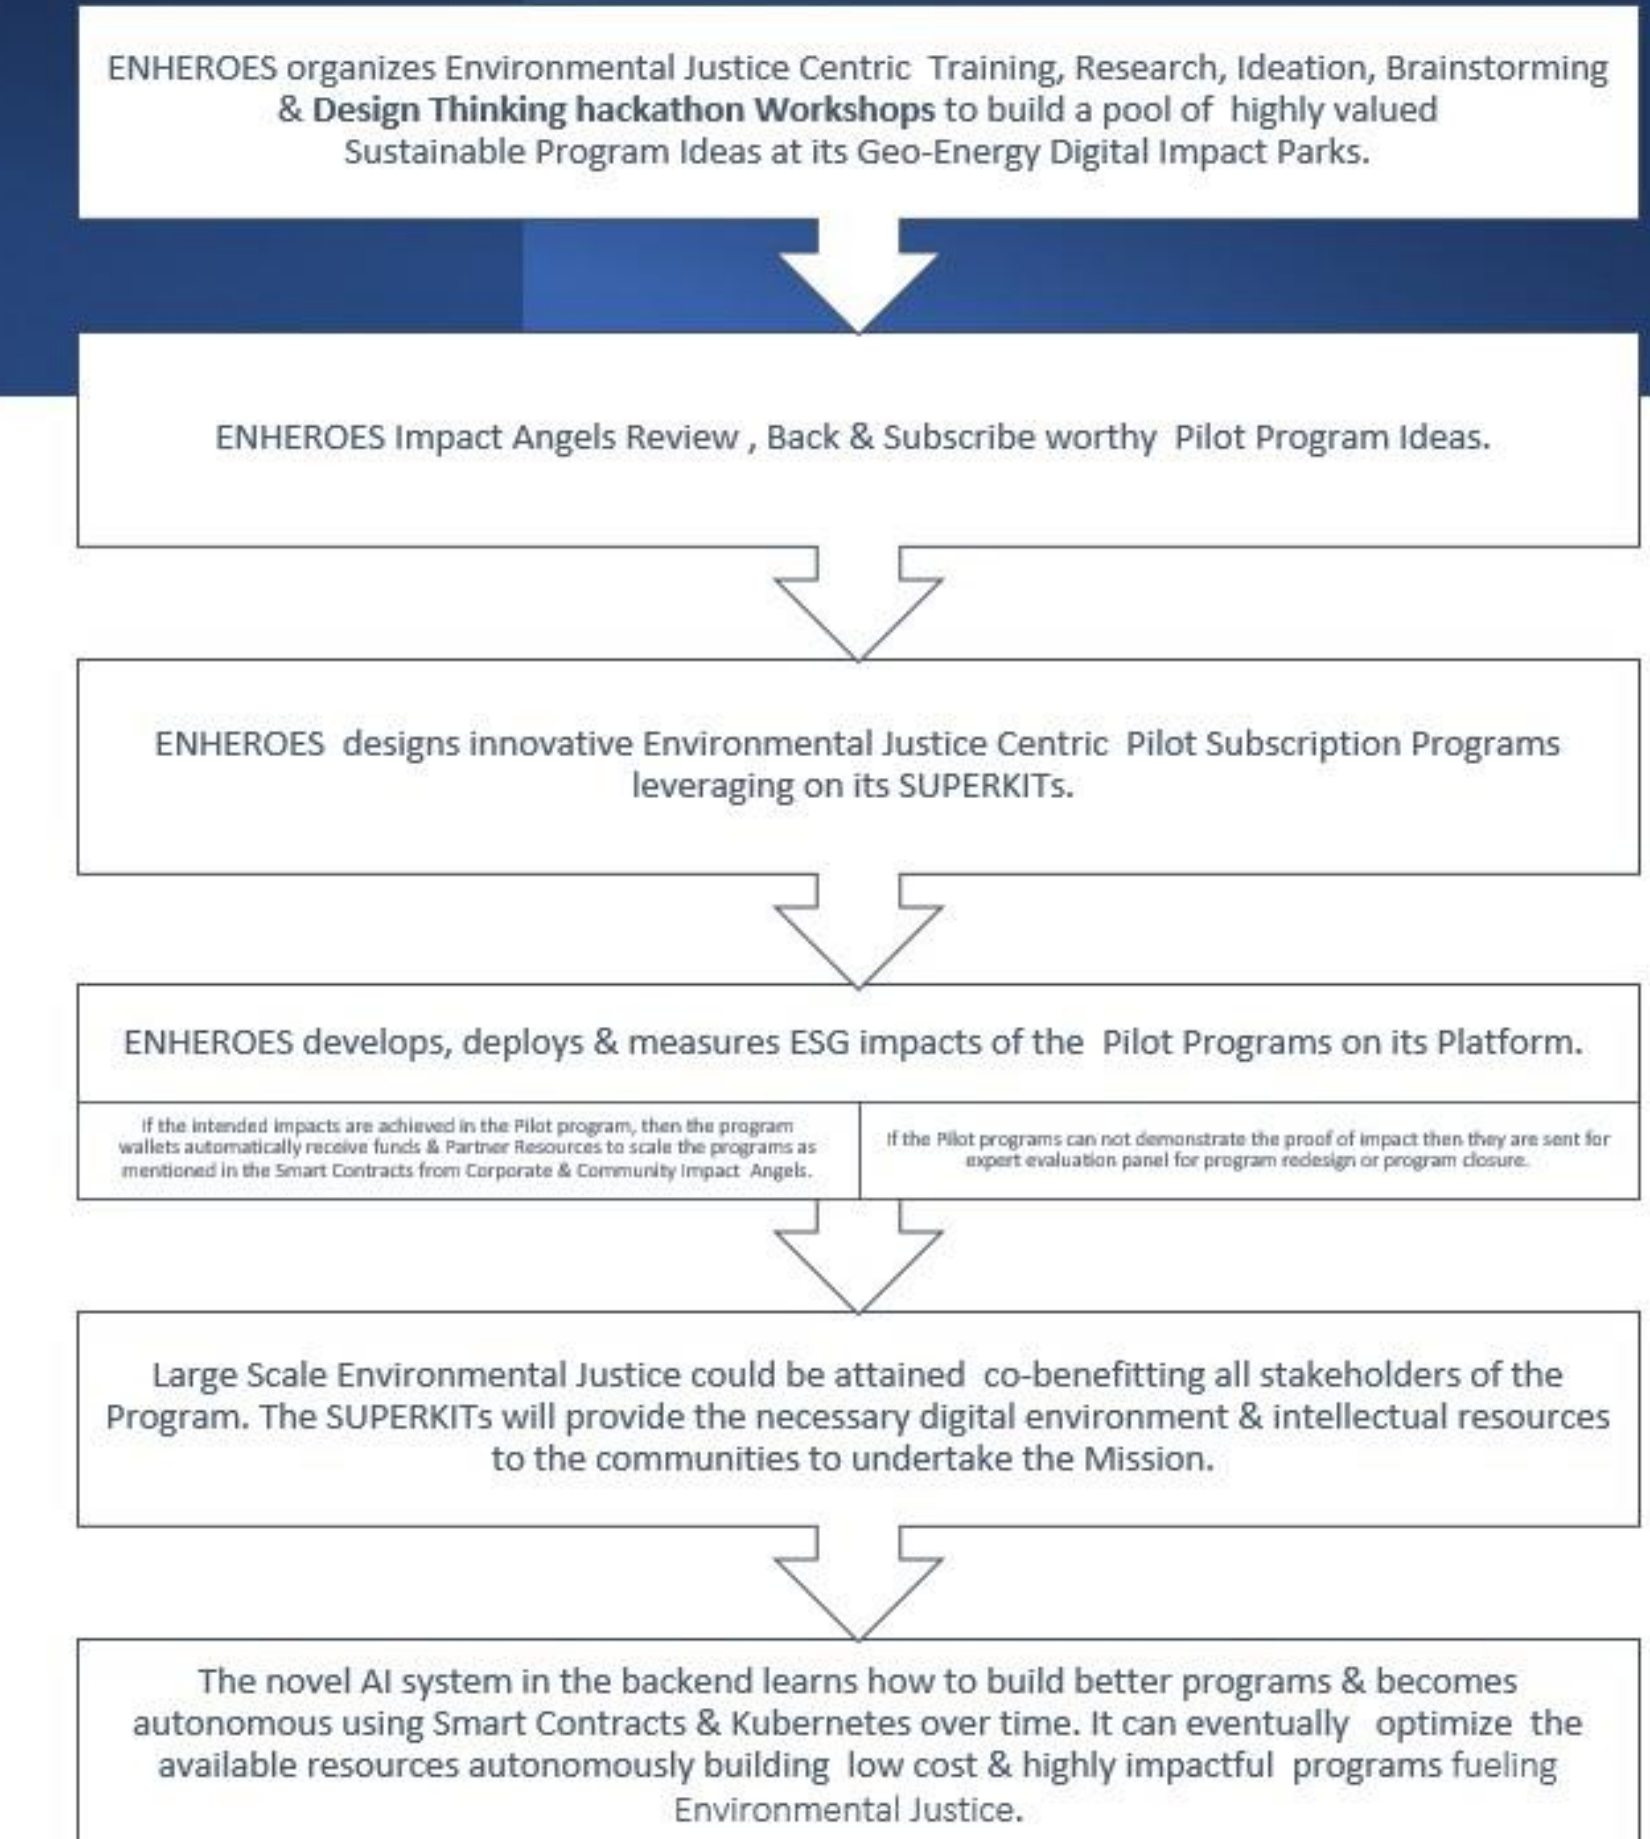 ENHEROES organizes Environmental Justice Centric Training, Research, Ideation, Brainstorming
& Design Thinking hackathon Workshops to build a pool of highly valued
Sustainable Program Ideas at its Geo-Energy Digital Impact Parks.
ENHEROES Impact Angels Review , Back & Subscribe worthy Pilot Program Ideas.
ENHEROES designs innovative Environmental Justice Centric Pilot Subscription Programs
leveraging on its SUPERKITs.
ENHEROES develops, deploys & measures ESG impacts of the Pilot Programs on its Platform.
If the intended impacts are achieved in the Pilot program, then the program
wallets automatically receive funds & Partner Resources to scale the programs as
mentioned in the Smart Contracts from Corporate & Community Impact Angels.
If the Pilot programs can not demonstrate the proof of impact then they are sent for
expert evaluation panel for program redesign or program closure.
Large Scale Environmental Justice could be attained co-benefitting all stakeholders of the
Program. The SUPERKITs will provide the necessary digital environment & intellectual resources
to the communities to undertake the Mission.
The novel AI system in the backend learns how to build better programs & becomes
autonomous using Smart Contracts & Kubernetes over time. It can eventually optimize the
available resources autonomously building low cost & highly impactful programs fueling
Environmental Justice.